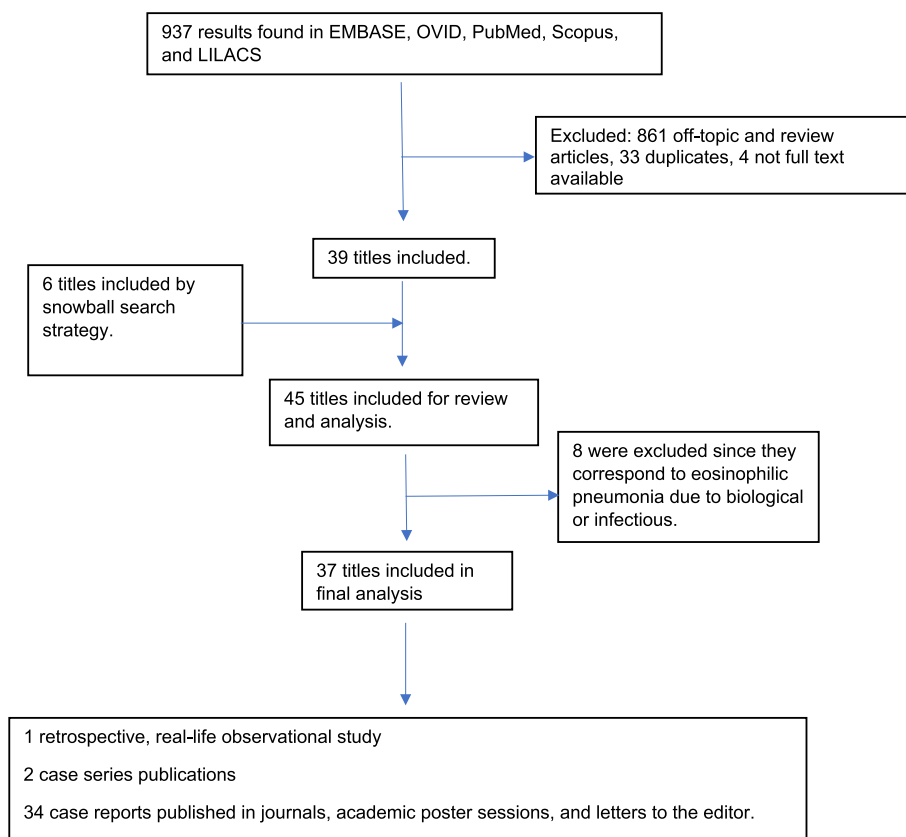 937 results found in EMBASE, OVID, PubMed, Scopus,
and LILACS
Excluded: 861 off-topic and review
articles, 33 duplicates, 4 not full text
available
39 titles included.
6 titles included by
snowball search
strategy.
45 titles included for review
and analysis.
8 were excluded since they
correspond to eosinophilic
pneumonia due to biological
or infectious.
37 titles included in
final analysis
1 retrospective, real-life observational study
2 case series publications
34 case reports published in journals, academic poster sessions, and letters to the editor.